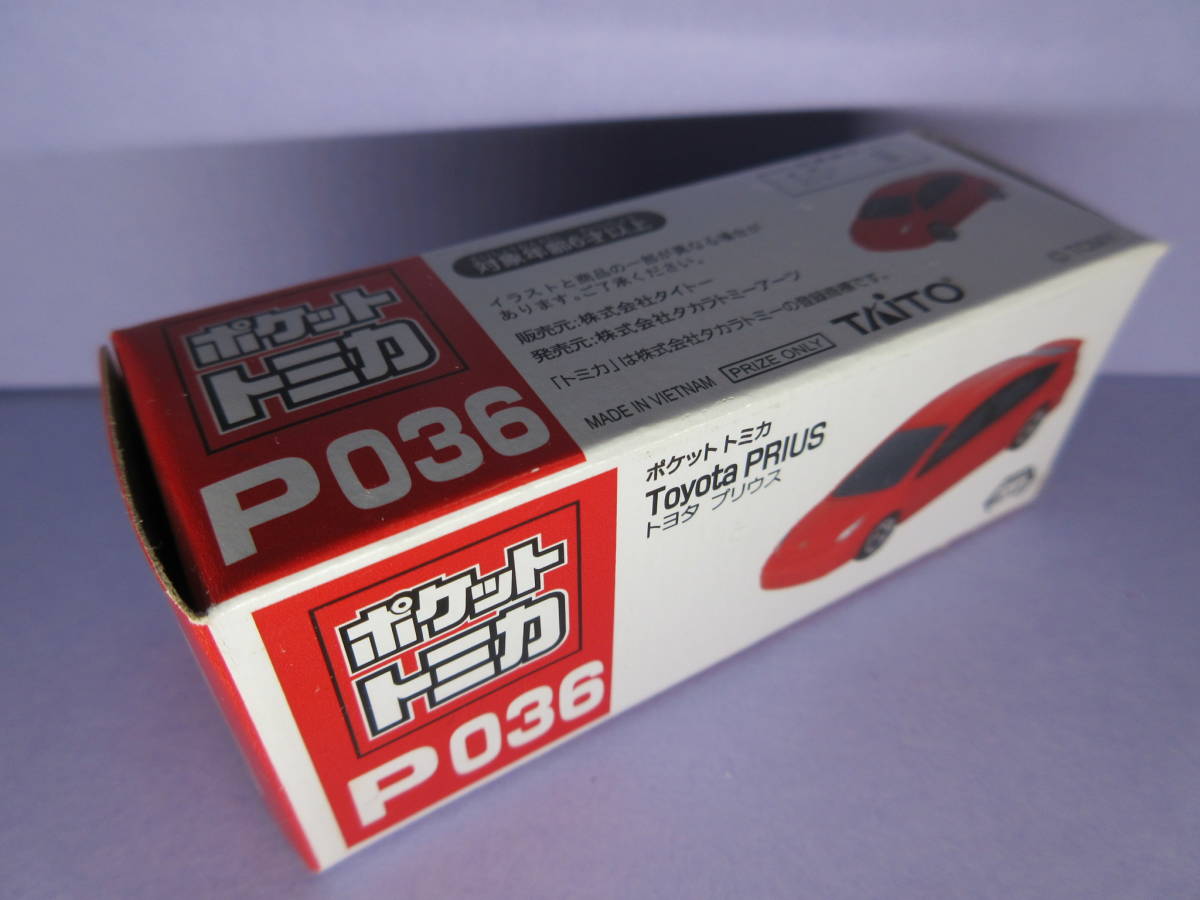 ポケット
トミカ
P036
対象年齢6才以上
イラストと商品の一部が異なる場合が
あります。ご了承ください。
販売元:株式会社タイトー
発売元:株式会社タカラトミーアーツ
「トミカ」は株式会社タカラトミーの登録商標です。
MADE IN VIETNAM
PRIZE ONLY
TAITO
ポケットトミカ
Toyota PRIUS
トヨタ プリウス
ポケット
トミカ
P036